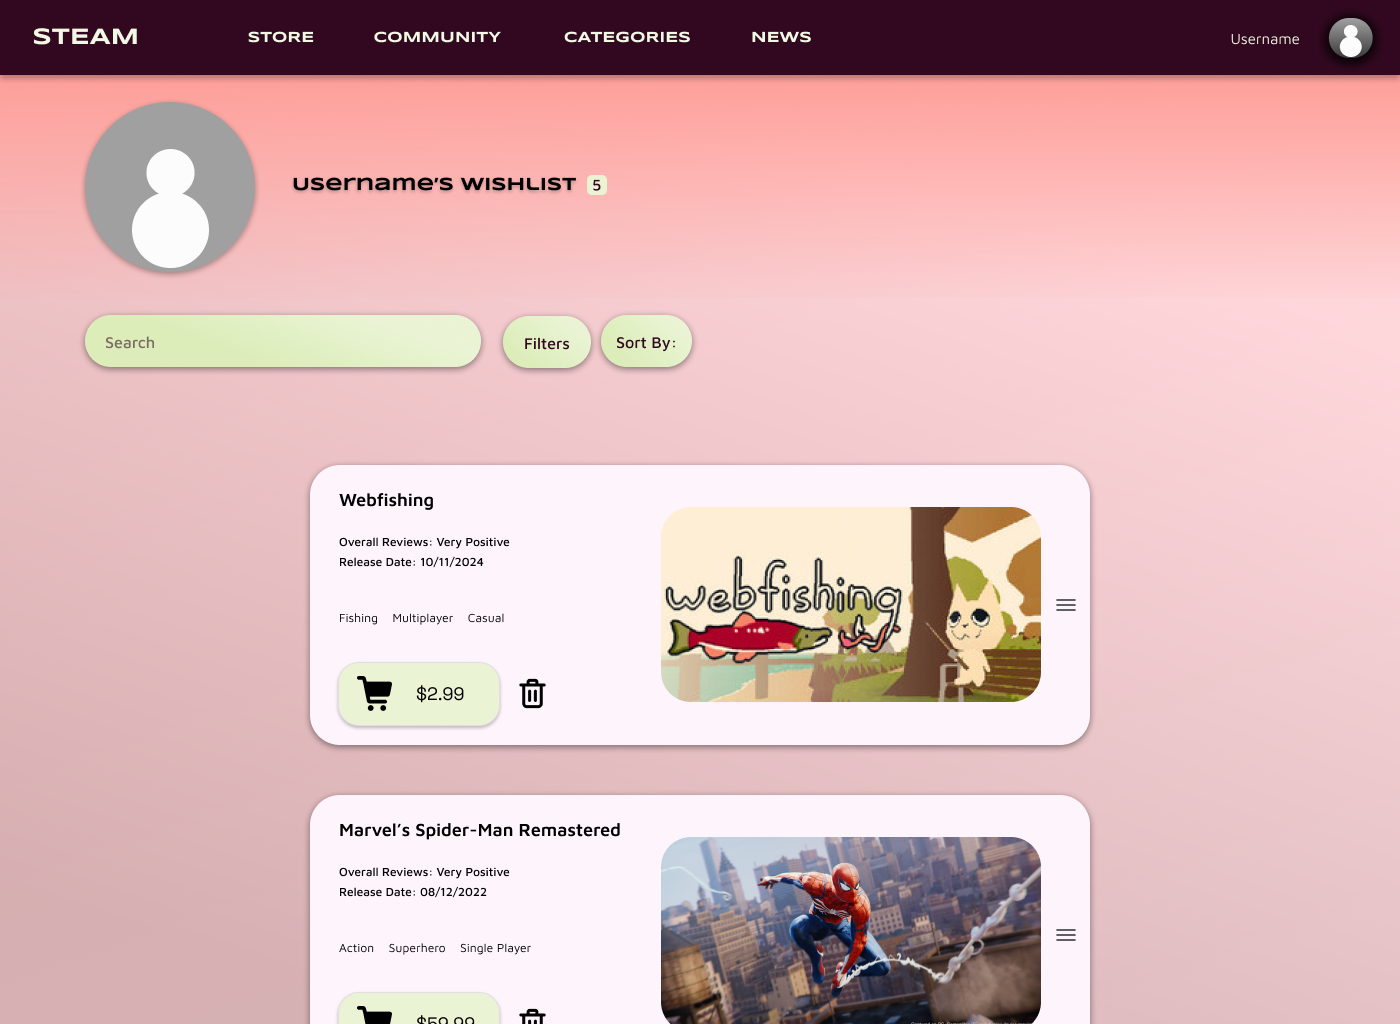 STEAM STORE COMMUNITY CATEGORIES NEWS Username
username's WISHLIST 5
Search Filters Sort By:
Webfishing
Overall Reviews: Very Positive
Release Date: 10/11/2024
Fishing Multiplayer Casual
$2.99
webfishing
Marvel’s Spider-Man Remastered
Overall Reviews: Very Positive
Release Date: 08/12/2022
Action Superhero Single Player
$59.99